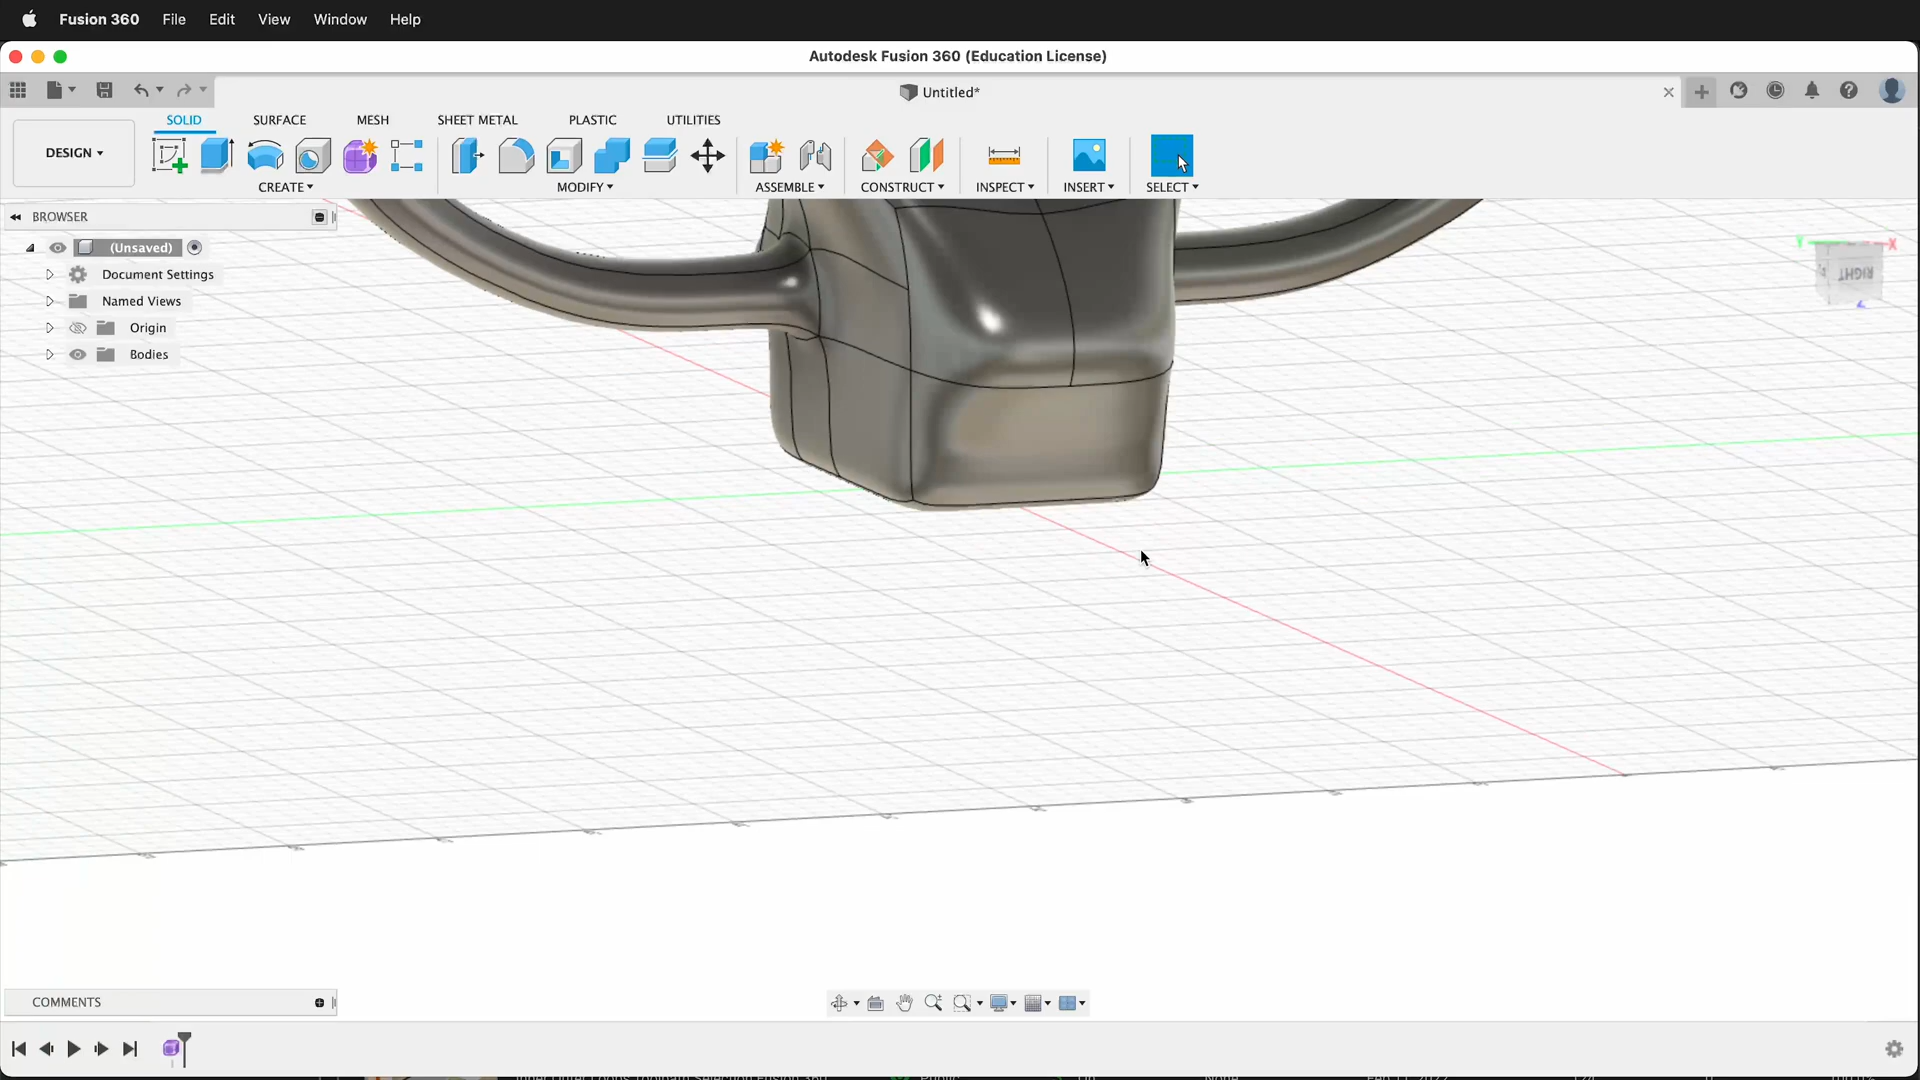 Fusion 360 File Edit View Window Help
Autodesk Fusion 360 (Education License)
Untitled*
SOLID SURFACE MESH SHEET METAL PLASTIC UTILITIES
DESIGN
CREATE MODIFY ASSEMBLE CONSTRUCT INSPECT INSERT SELECT
BROWSER
(Unsaved)
Document Settings
Named Views
Origin
Bodies
Y X
RIGHT
Z
COMMENTS